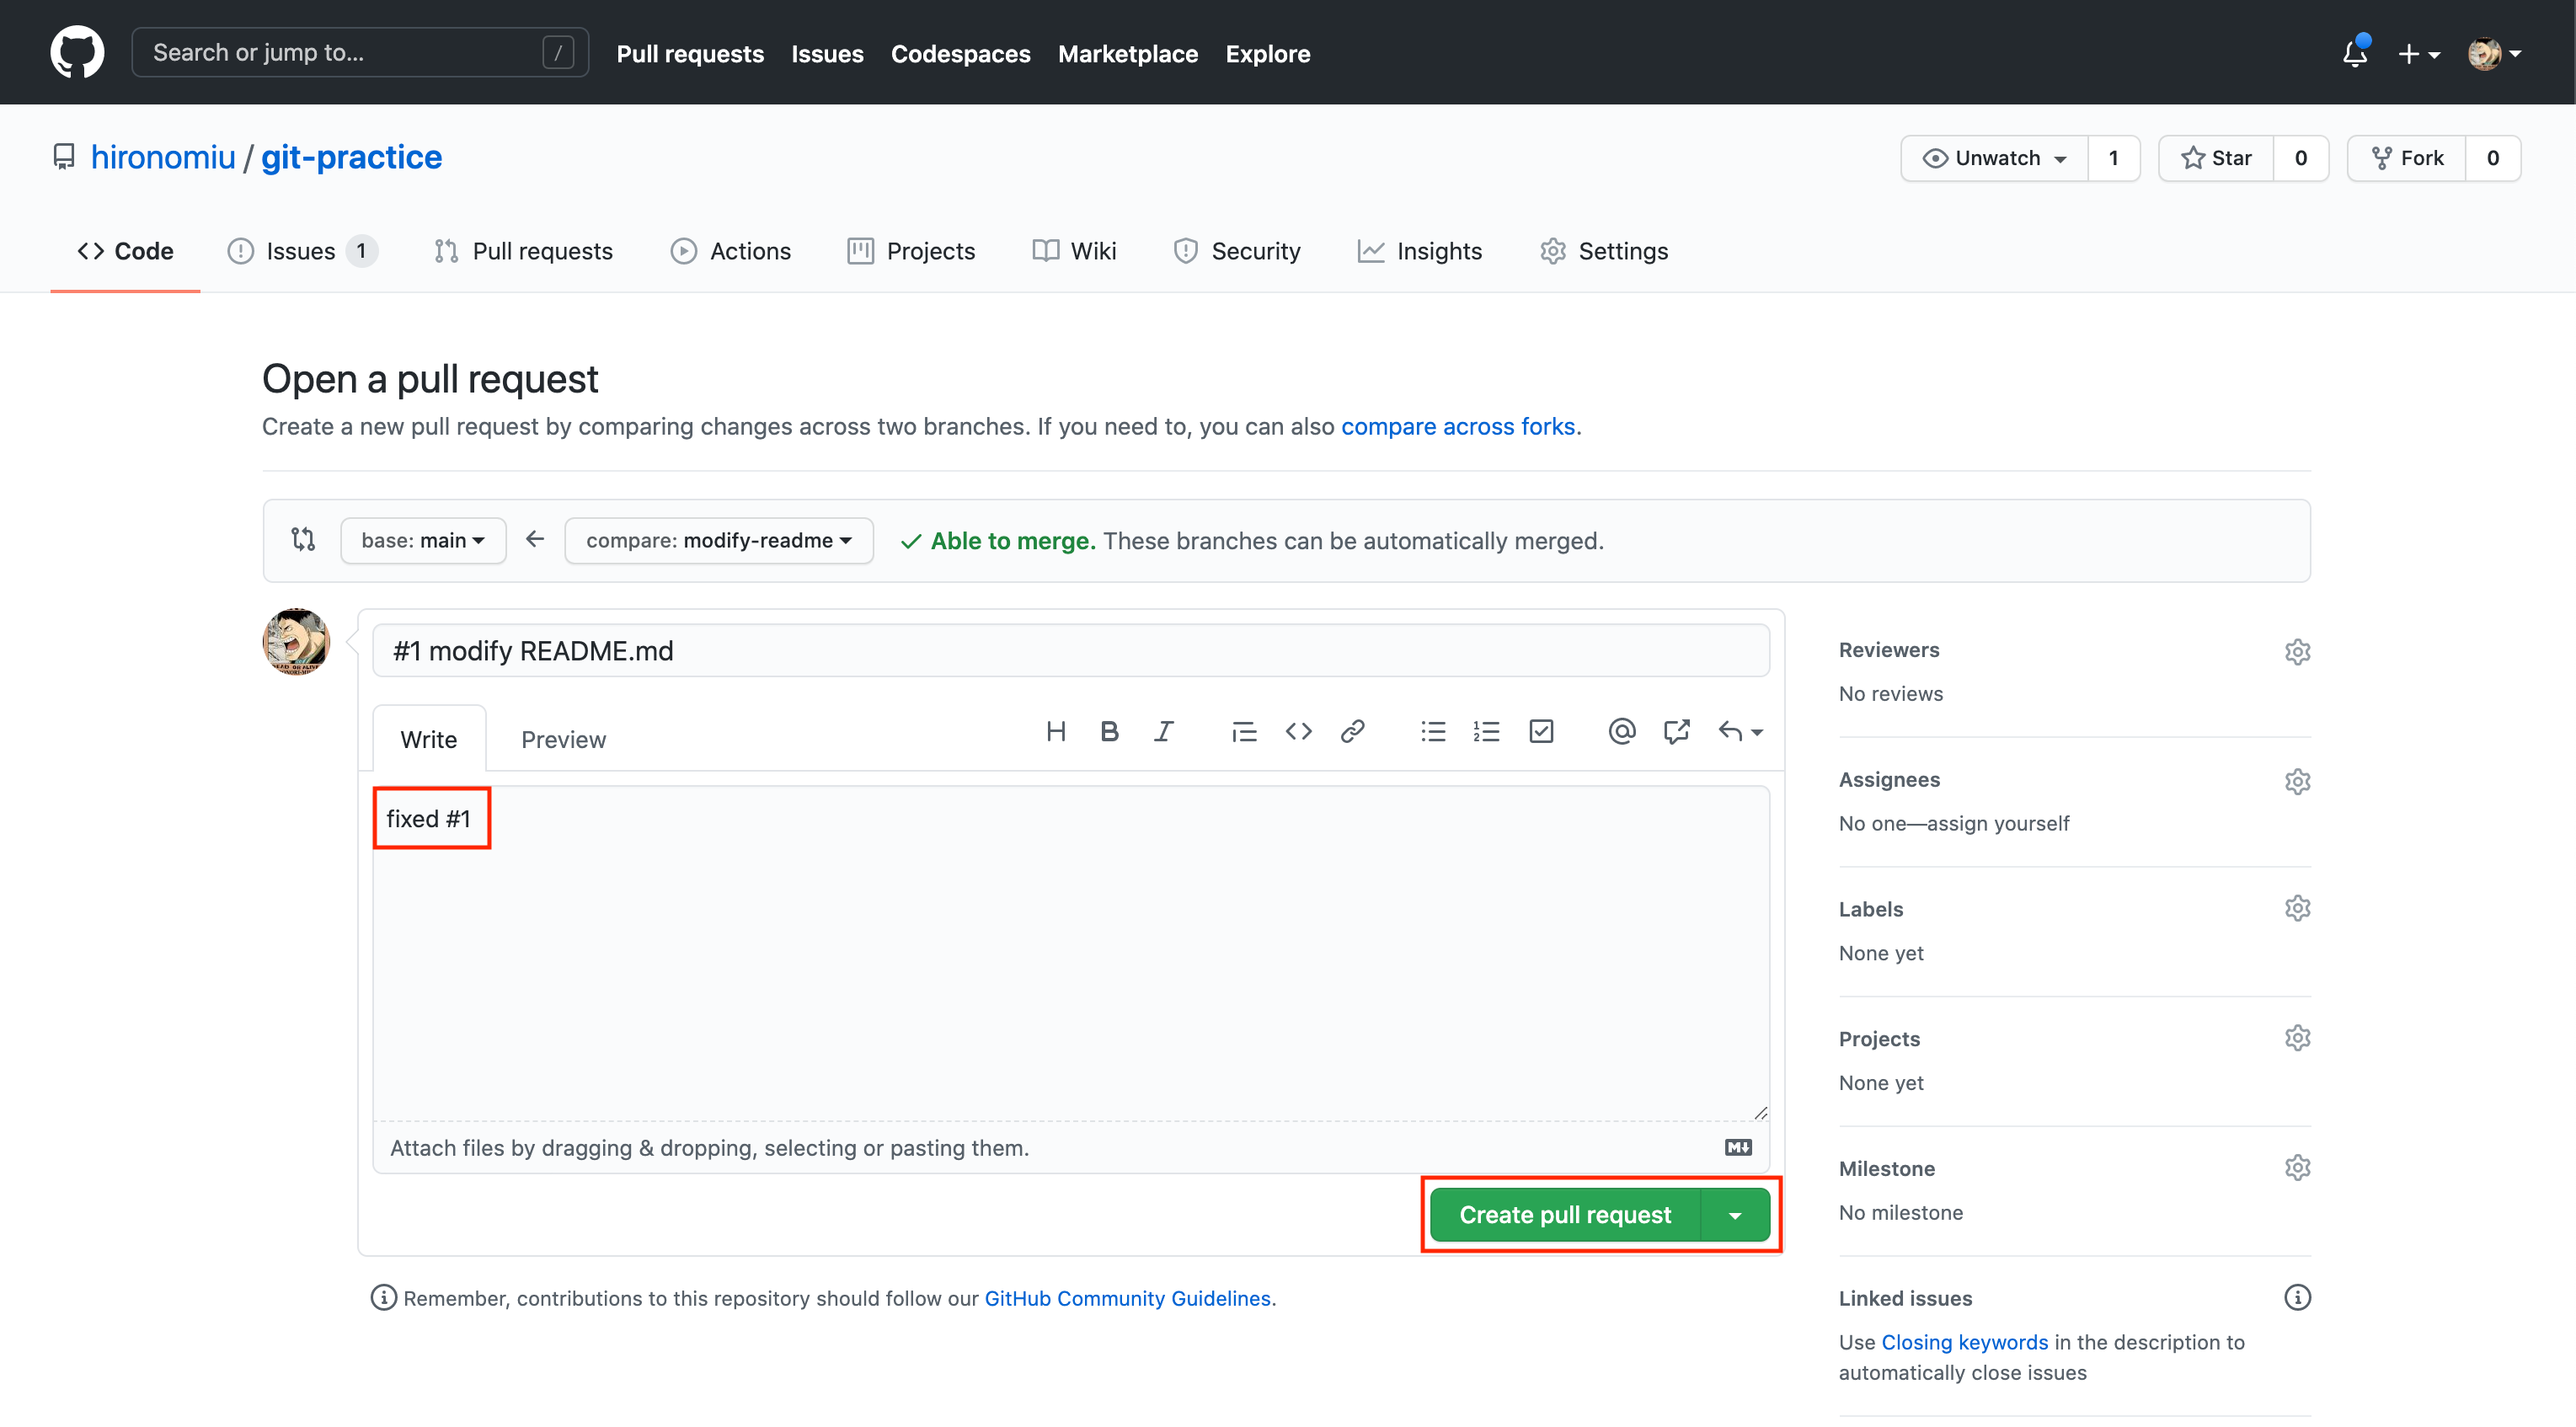 Search or jump to... /
Pull requests Issues Codespaces Marketplace Explore
hironomiu / git-practice
Unwatch 1 Star 0 Fork 0
Code Issues 1 Pull requests Actions Projects Wiki Security Insights Settings
Open a pull request
Create a new pull request by comparing changes across two branches. If you need to, you can also compare across forks.
base: main compare: modify-readme Able to merge. These branches can be automatically merged.
#1 modify README.md
Write Preview
fixed #1
Attach files by dragging & dropping, selecting or pasting them.
Create pull request
Remember, contributions to this repository should follow our GitHub Community Guidelines.
Reviewers
No reviews
Assignees
No one—assign yourself
Labels
None yet
Projects
None yet
Milestone
No milestone
Linked issues
Use Closing keywords in the description to
automatically close issues